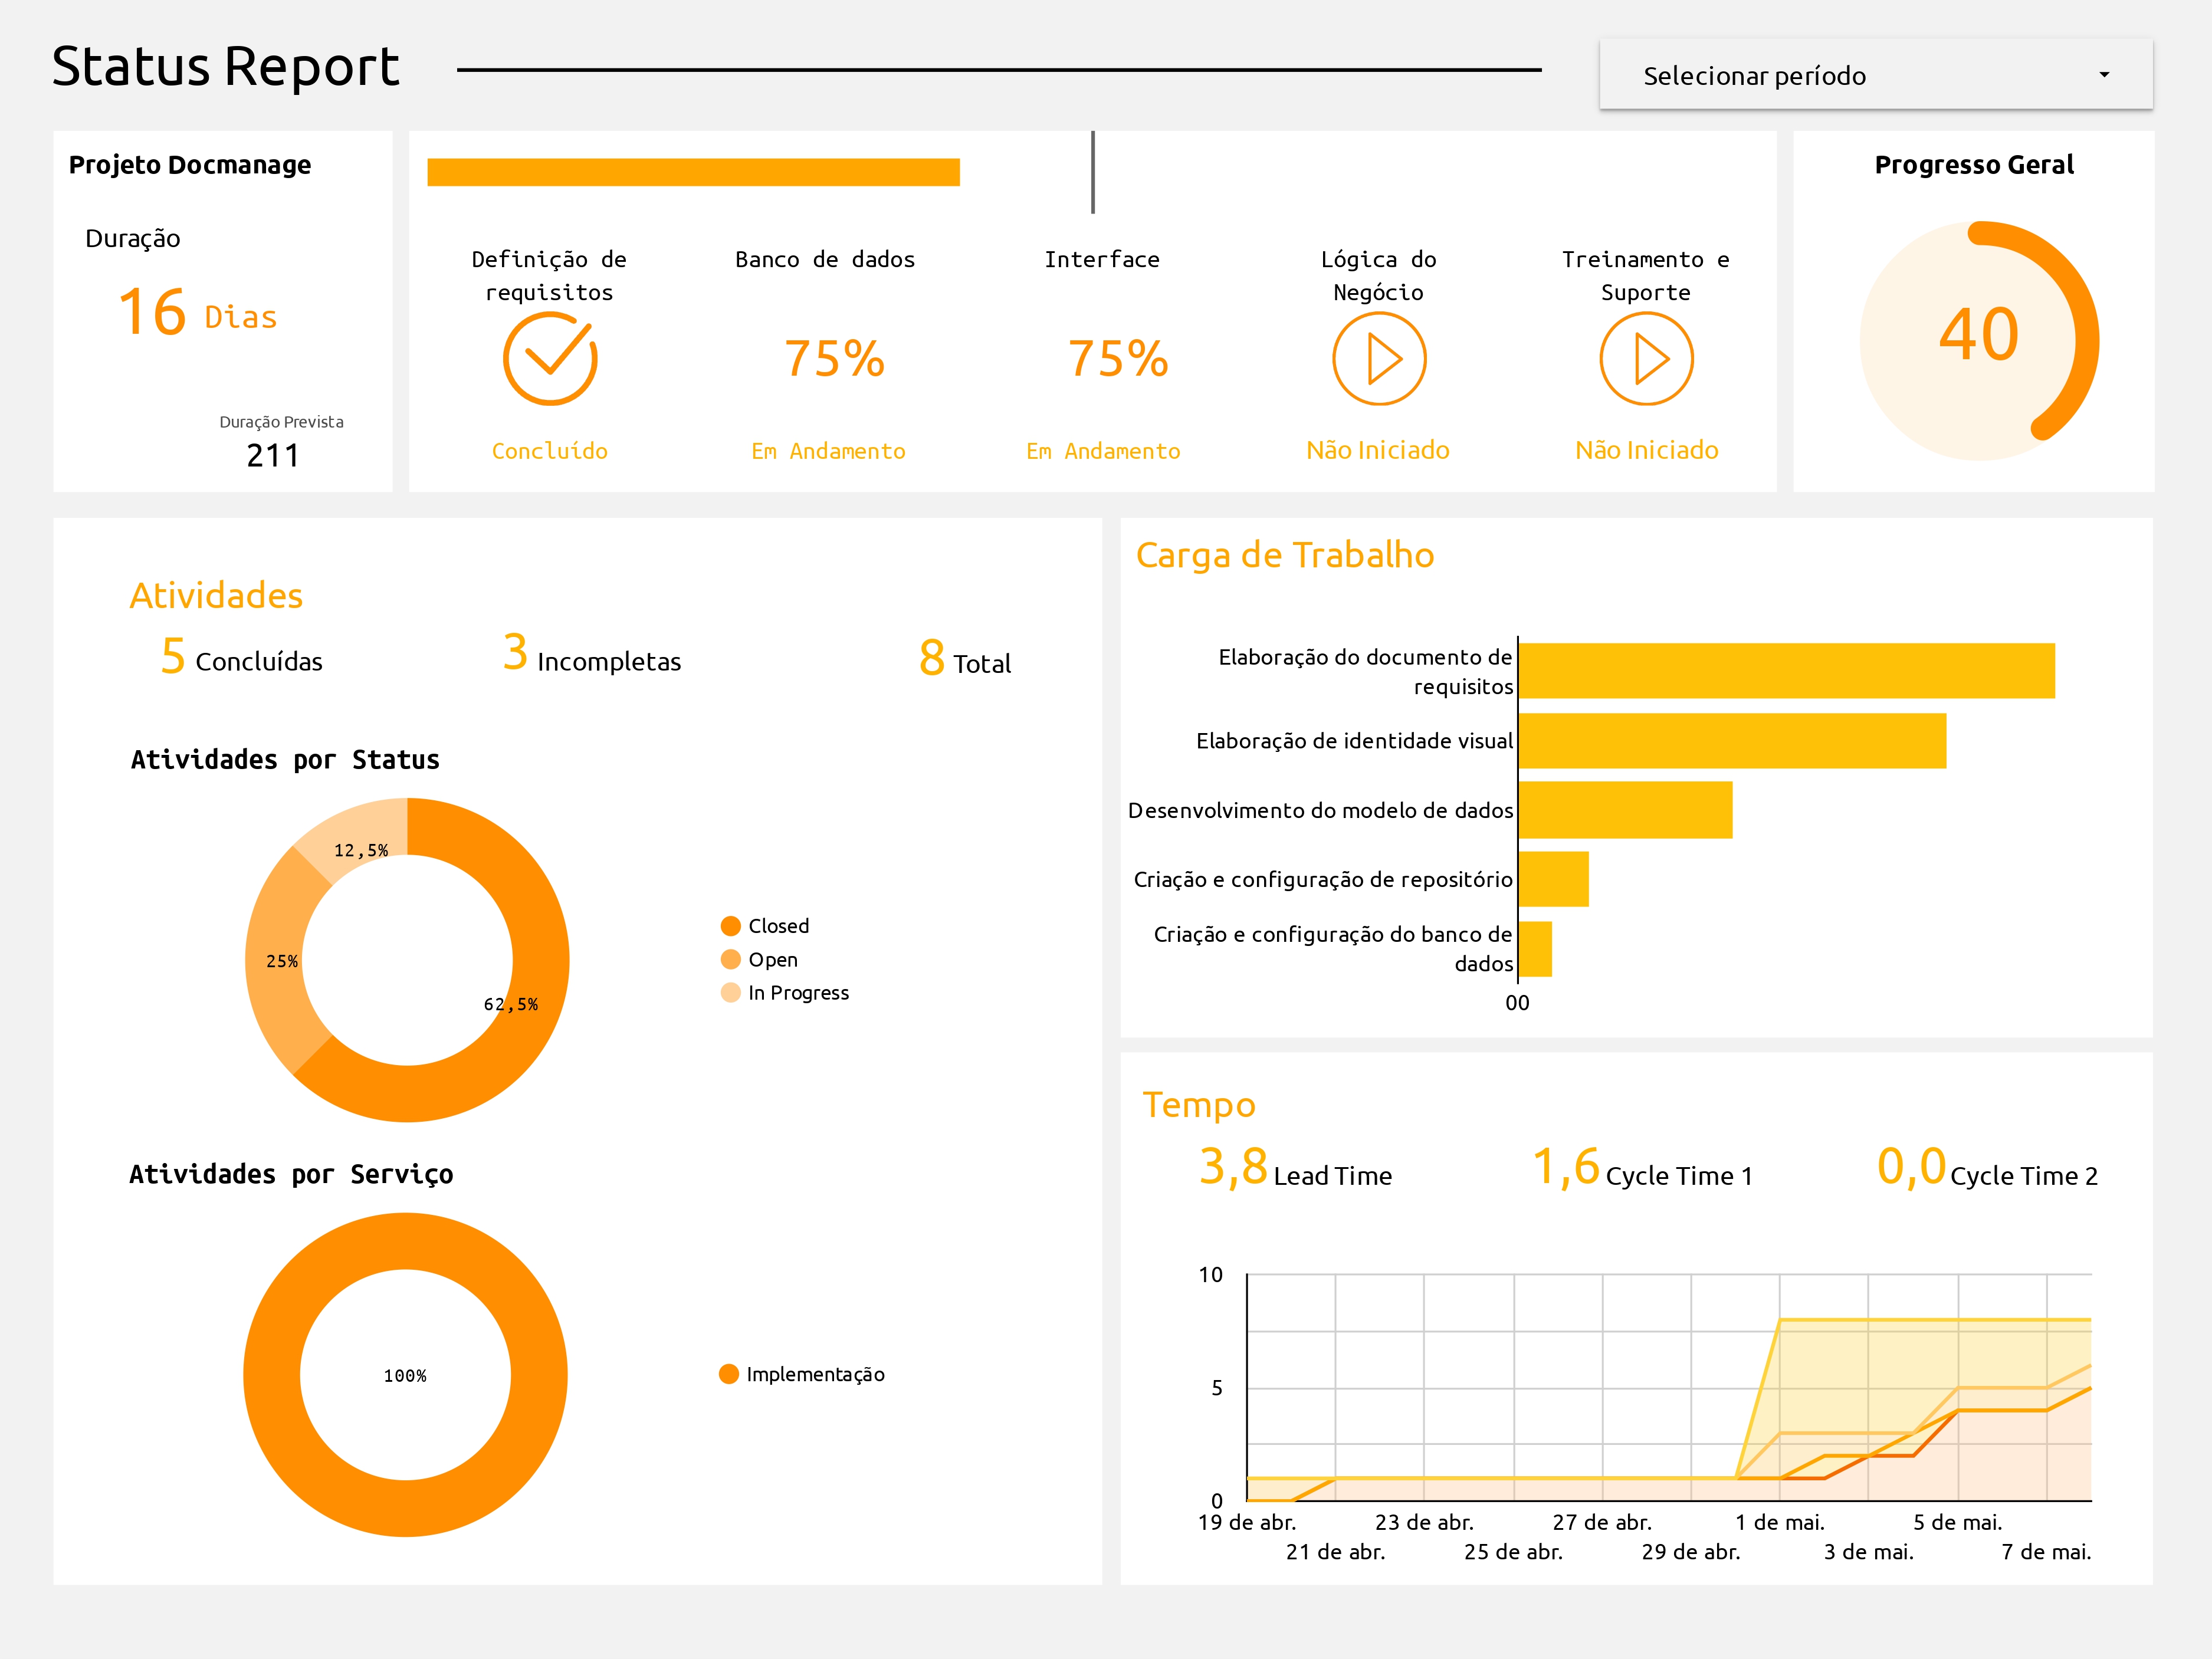 Status Report
Selecionar período
Projeto Docmanage
Duração
16 Dias
Duração Prevista
211
Definição de
requisitos
Concluído
Banco de dados
75%
Em Andamento
Interface
75%
Em Andamento
Lógica do
Negócio
Não Iniciado
Treinamento e
Suporte
Não Iniciado
Progresso Geral
40
Atividades
5 Concluídas
3 Incompletas
8 Total
Atividades por Status
12,5%
25%
62,5%
Closed
Open
In Progress
Atividades por Serviço
100%
Implementação
Carga de Trabalho
Elaboração do documento de
requisitos
Elaboração de identidade visual
Desenvolvimento do modelo de dados
Criação e configuração de repositório
Criação e configuração do banco de
dados
00
Tempo
3,8 Lead Time
1,6 Cycle Time 1
0,0 Cycle Time 2
10
5
0
19 de abr.
21 de abr.
23 de abr.
25 de abr.
27 de abr.
29 de abr.
1 de mai.
3 de mai.
5 de mai.
7 de mai.